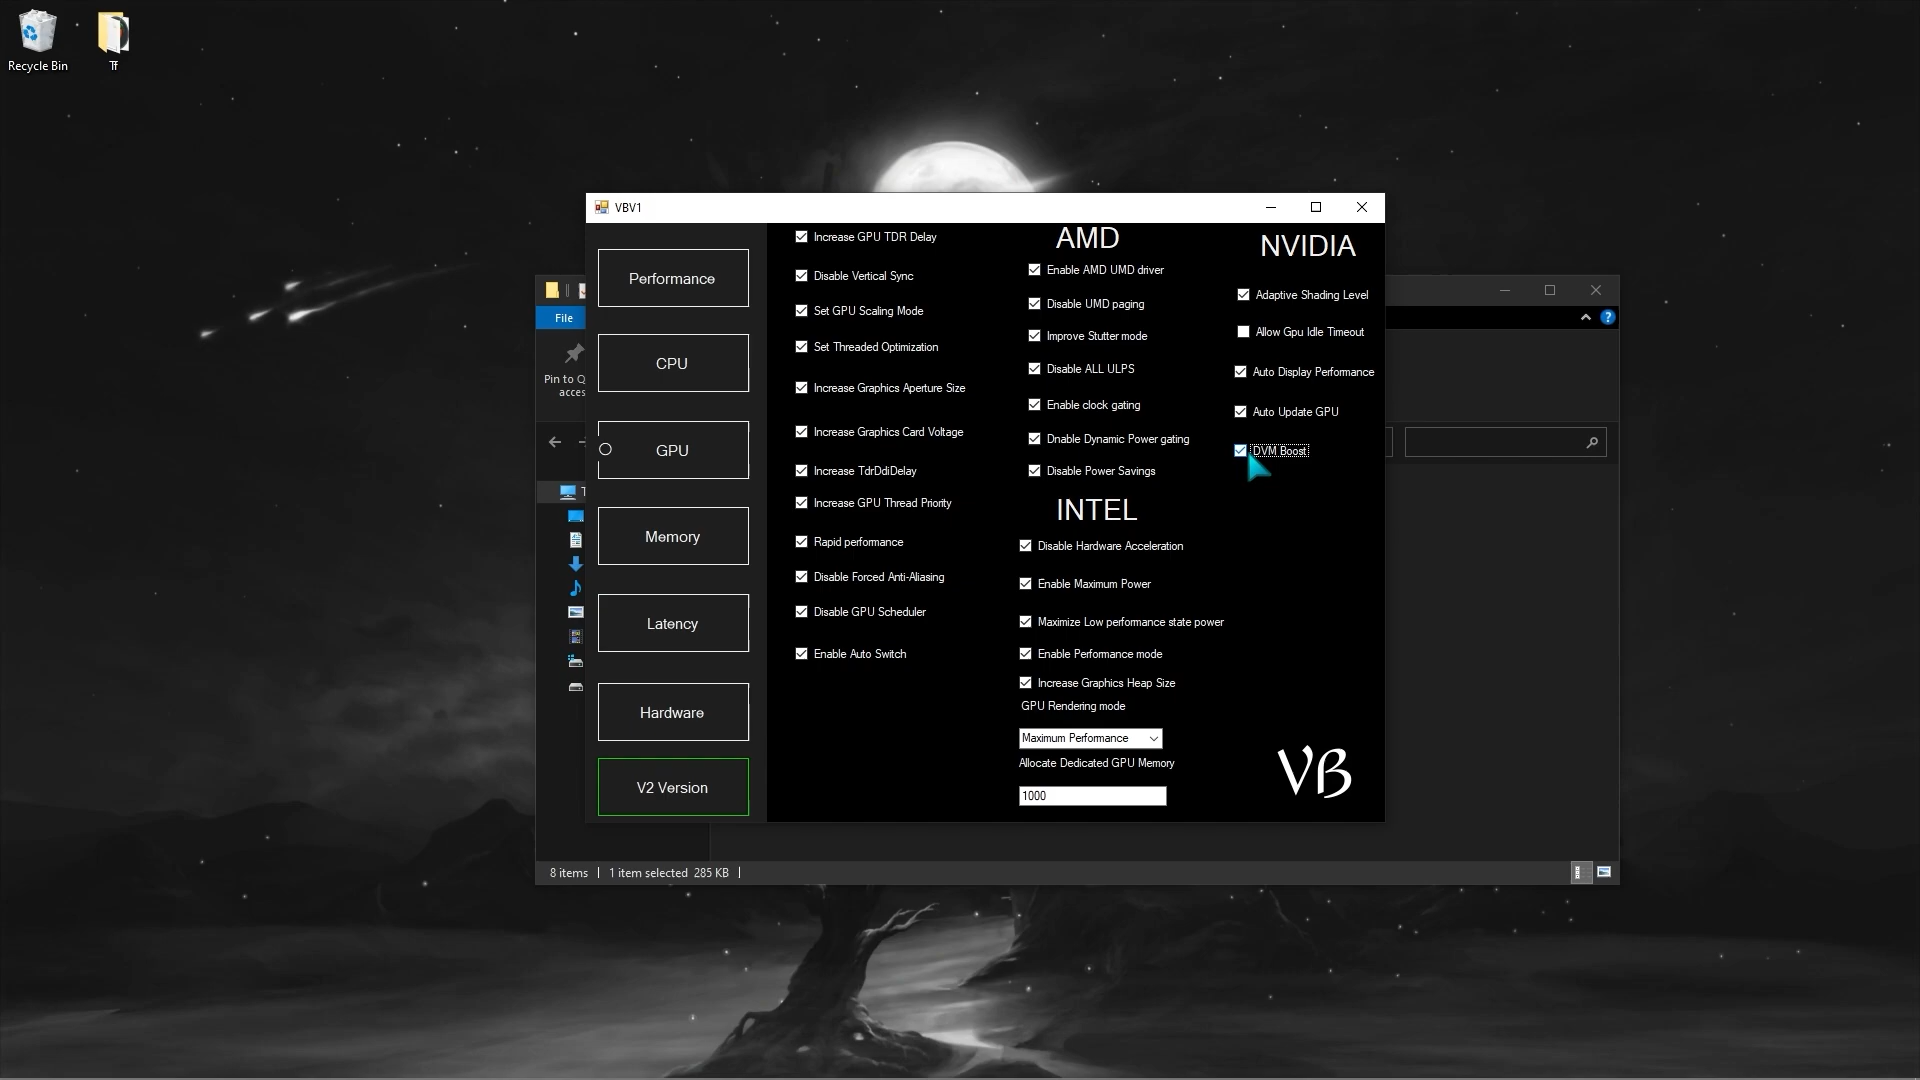 Recycle Bin
Tf
VBV1
File
Pin to Q
acces
Performance
CPU
GPU
Memory
Latency
Hardware
V2 Version
Increase GPU TDR Delay
Disable Vertical Sync
Set GPU Scaling Mode
Set Threaded Optimization
Increase Graphics Aperture Size
Increase Graphics Card Voltage
Increase TdrDdiDelay
Increase GPU Thread Priority
Rapid performance
Disable Forced Anti-Aliasing
Disable GPU Scheduler
Enable Auto Switch
AMD
Enable AMD UMD driver
Disable UMD paging
Improve Stutter mode
Disable ALL ULPS
Enable clock gating
Dnable Dynamic Power gating
Disable Power Savings
INTEL
Disable Hardware Acceleration
Enable Maximum Power
Maximize Low performance state power
Enable Performance mode
Increase Graphics Heap Size
GPU Rendering mode
Maximum Performance
Allocate Dedicated GPU Memory
1000
NVIDIA
Adaptive Shading Level
Allow Gpu Idle Timeout
Auto Display Performance
Auto Update GPU
DVM Boost
VB
8 items
1 item selected 285 KB